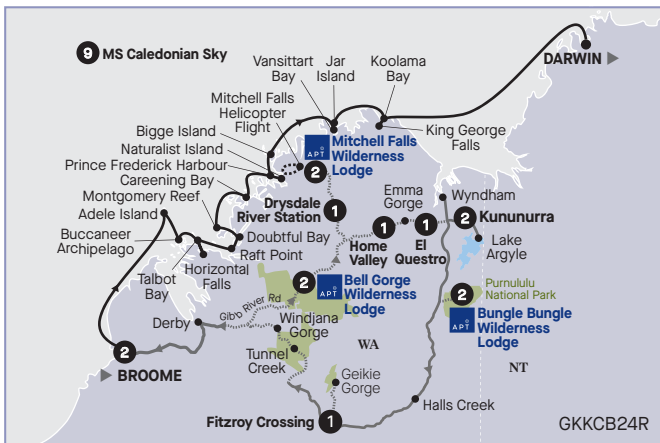 9 MS Caledonian Sky
Vansittart
Bay
Jar
Island
Koolama
Bay
DARWIN
Mitchell Falls
Helicopter
Flight
Bigge Island
Naturalist Island
Prince Frederick Harbour
Careening Bay
Montgomery Reef
Adele Island
Buccaneer
Archipelago
Talbot
Bay
Horizontal
Falls
Raft Point
Doubtful Bay
King George
Falls
APT
Mitchell Falls
Wilderness
Lodge
2
Drysdale
River Station
1
Emma
Gorge
Wyndham
1
Home
Valley
1
El
Questro
2
Kununurra
Lake
Argyle
2
APT
Bell Gorge
Wilderness
Lodge
Purnululu
National Park
2
APT
Bungle Bungle
Wilderness
Lodge
Gibb River Rd
Derby
Windjana
Gorge
Tunnel
Creek
WA
NT
2
BROOME
Geikie
Gorge
Halls Creek
Fitzroy Crossing
1
GKKCB24R